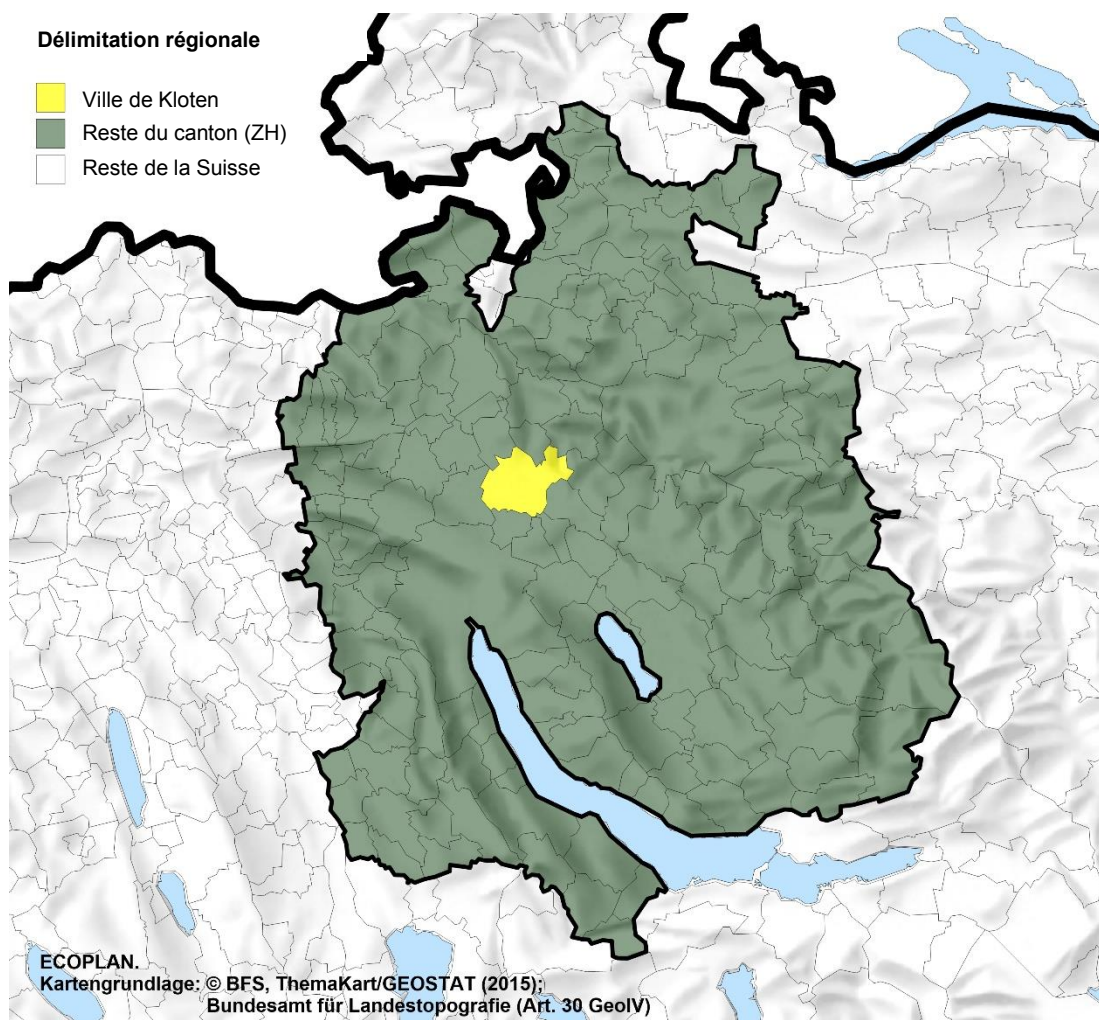 Délimitation régionale
Ville de Kloten
Reste du canton (ZH)
Reste de la Suisse
ECOPLAN.
Kartengrundlage: © BFS, ThemaKart/GEOSTAT (2015);
Bundesamt für Landestopografie (Art. 30 GeoIV)